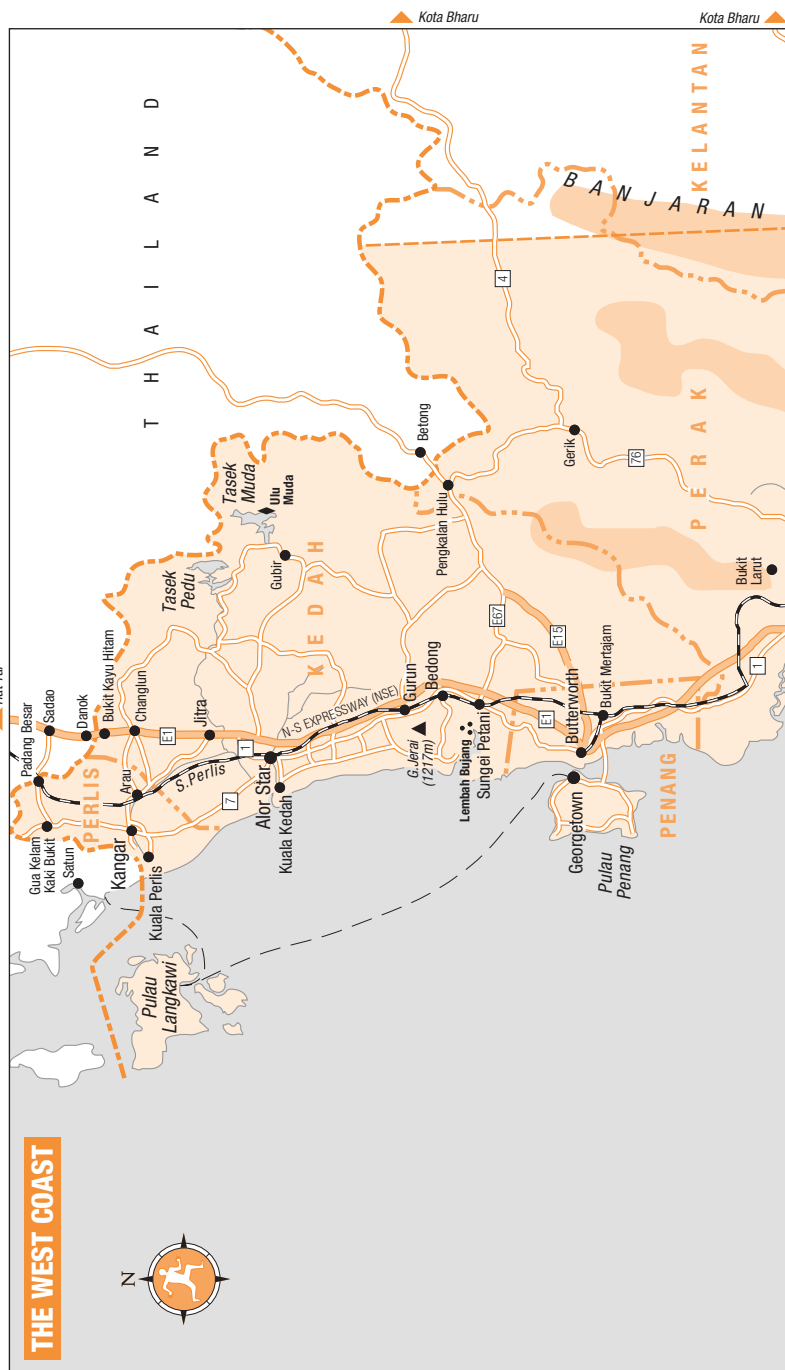 THE WEST COAST
N
Kota Bharu
Kota Bharu
THAILAND
KELANTAN
BANJARAN
PERAK
KEDAH
PERLIS
PENANG
Padang Besar
Sadao
Danok
Bukit Kayu Hitam
Changlun
Jitra
Gua Kelam
Kaki Bukit
Satun
Arau
Kangar
Kuala Perlis
S.Perlis
E1
1
7
Alor Star
Kuala Kedah
Pulau
Langkawi
Tasek
Pedu
Tasek
Muda
Ulu
Muda
Gubir
N-S EXPRESSWAY (NSE)
Gurun
Bedong
G.Jerai
(1217m)
Lembah Bujang
Sungei Petani
Betong
Pengkalan Hulu
4
Gerik
76
E67
E15
E1
Butterworth
Bukit Mertajam
Georgetown
Pulau
Penang
Bukit
Larut
1